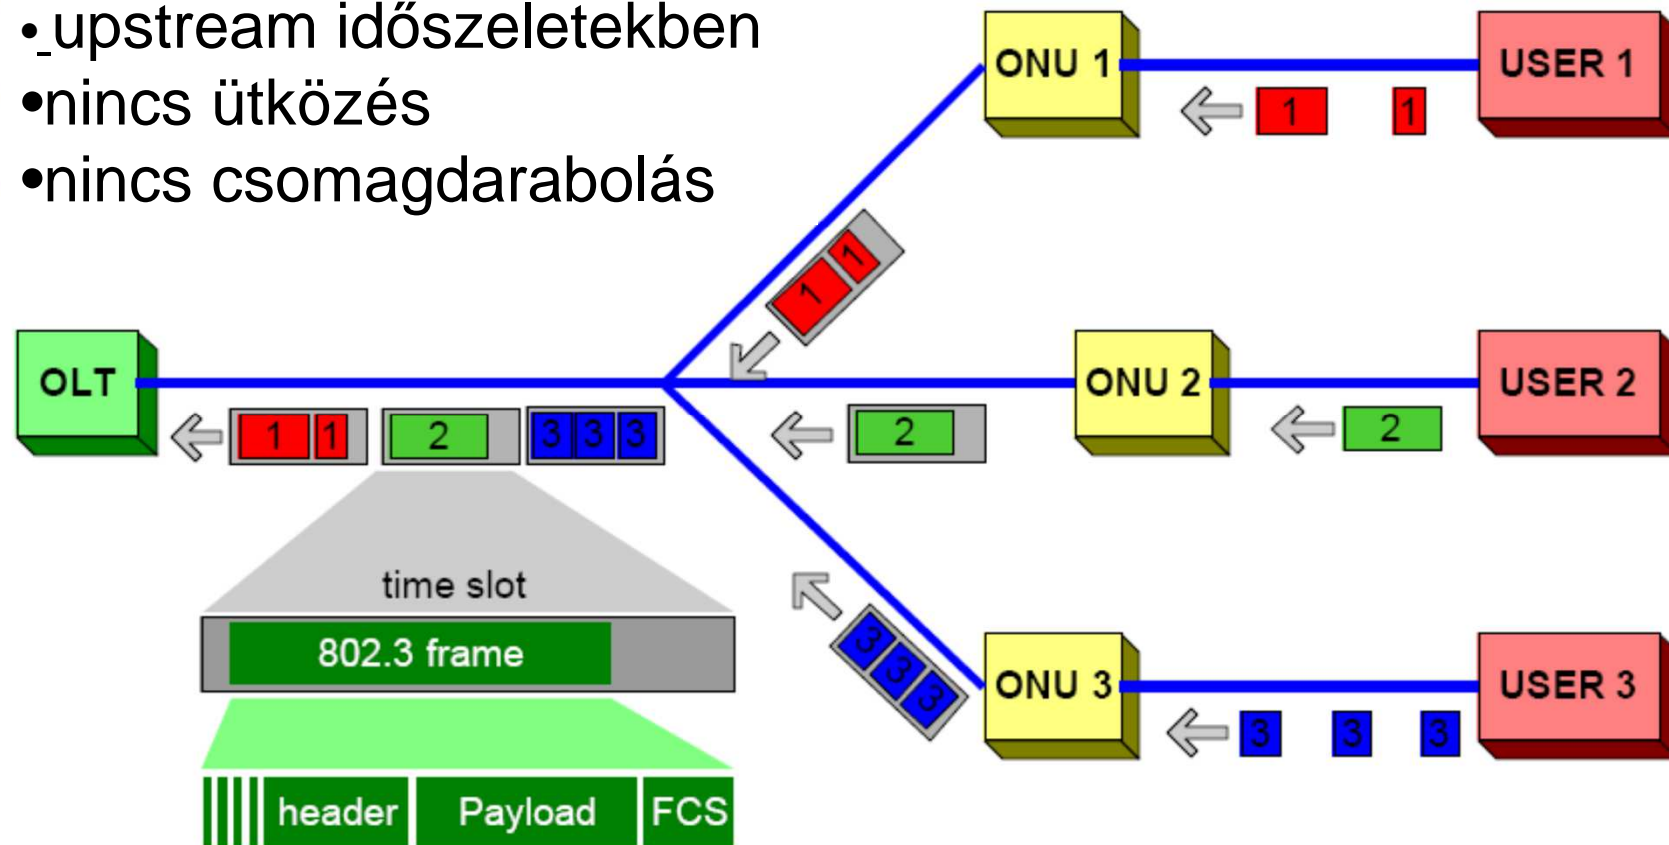 • upstream időszeletekben
•nincs ütközés
•nincs csomagdarabolás
ONU 1
USER 1
1 1
1 1
OLT
ONU 2
USER 2
1 1 2 3 3 3
2
2
time slot
802.3 frame
3 3 3
ONU 3
USER 3
3 3 3
header Payload FCS